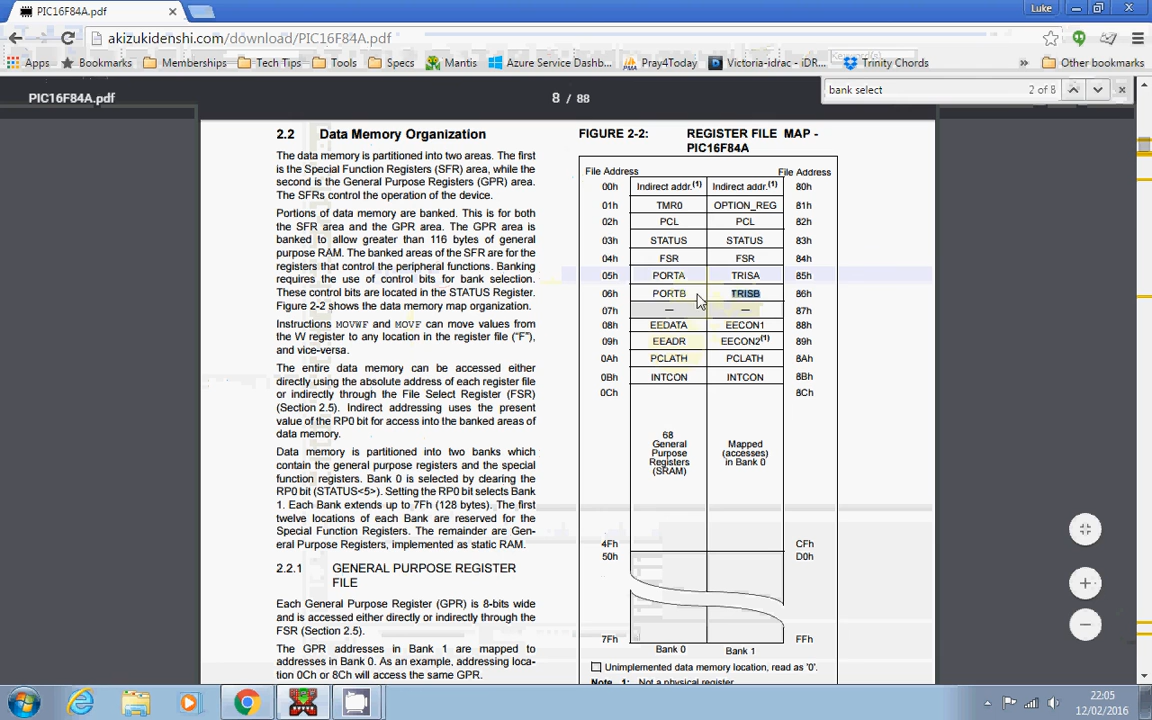 PIC16F84A.pdf
Luke
akizukidenshi.com/download/PIC16F84A.pdf
Apps
Bookmarks
Memberships
Tech Tips
Tools
Specs
Mantis
Azure Service Dashb...
Pray4Today
Victoria-idrac - iDR...
Trinity Chords
»
Other bookmarks
PIC16F84A.pdf
8 / 88
bank select
2 of 8
2.2 Data Memory Organization
The data memory is partitioned into two areas. The first
is the Special Function Registers (SFR) area, while the
second is the General Purpose Registers (GPR) area.
The SFRs control the operation of the device.
Portions of data memory are banked. This is for both
the SFR area and the GPR area. The GPR area is
banked to allow greater than 116 bytes of general
purpose RAM. The banked areas of the SFR are for the
registers that control the peripheral functions. Banking
requires the use of control bits for bank selection.
These control bits are located in the STATUS Register.
Figure 2-2 shows the data memory map organization.
Instructions MOVWF and MOVF can move values from
the W register to any location in the register file ("F"),
and vice-versa.
The entire data memory can be accessed either
directly using the absolute address of each register file
or indirectly through the File Select Register (FSR)
(Section 2.5). Indirect addressing uses the present
value of the RP0 bit for access into the banked areas of
data memory.
Data memory is partitioned into two banks which
contain the general purpose registers and the special
function registers. Bank 0 is selected by clearing the
RP0 bit (STATUS<5>). Setting the RP0 bit selects Bank
1. Each Bank extends up to 7Fh (128 bytes). The first
twelve locations of each Bank are reserved for the
Special Function Registers. The remainder are Gen-
eral Purpose Registers, implemented as static RAM.
2.2.1 GENERAL PURPOSE REGISTER
FILE
Each General Purpose Register (GPR) is 8-bits wide
and is accessed either directly or indirectly through the
FSR (Section 2.5).
The GPR addresses in Bank 1 are mapped to
addresses in Bank 0. As an example, addressing loca-
tion 0Ch or 8Ch will access the same GPR.
FIGURE 2-2: REGISTER FILE MAP -
PIC16F84A
File Address File Address
00h Indirect addr.(1) Indirect addr.(1) 80h
01h TMR0 OPTION_REG 81h
02h PCL PCL 82h
03h STATUS STATUS 83h
04h FSR FSR 84h
05h PORTA TRISA 85h
06h PORTB TRISB 86h
07h — — 87h
08h EEDATA EECON1 88h
09h EEADR EECON2(1) 89h
0Ah PCLATH PCLATH 8Ah
0Bh INTCON INTCON 8Bh
0Ch 8Ch
68
General
Purpose
Registers
(SRAM)
Mapped
(accesses)
in Bank 0
4Fh CFh
50h D0h
7Fh FFh
Bank 0 Bank 1
Unimplemented data memory location, read as '0'.
Note 1: Not a physical register.
22:05
12/02/2016